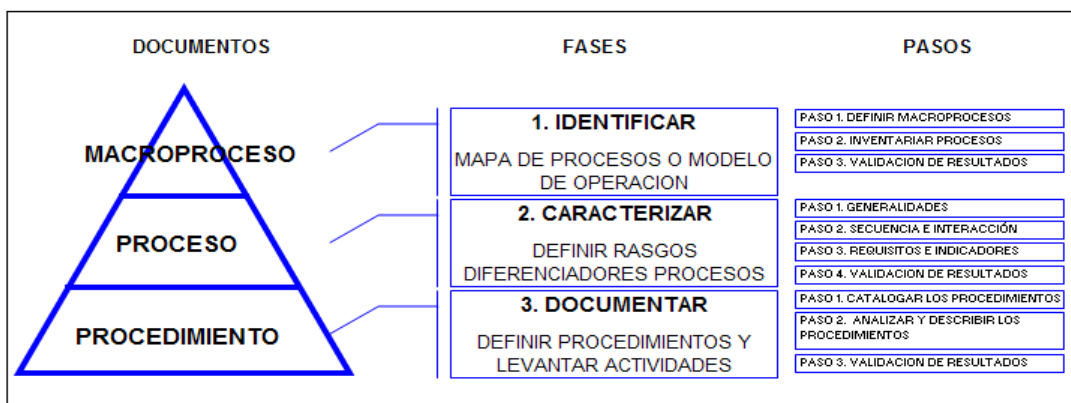 DOCUMENTOS
FASES
PASOS
MACROPROCESO
PROCESO
PROCEDIMIENTO
1. IDENTIFICAR
MAPA DE PROCESOS O MODELO
DE OPERACION
2. CARACTERIZAR
DEFINIR RASGOS
DIFERENCIADORES PROCESOS
3. DOCUMENTAR
DEFINIR PROCEDIMIENTOS Y
LEVANTAR ACTIVIDADES
PASO 1. DEFINIR MACROPROCESOS
PASO 2. INVENTARIAR PROCESOS
PASO 3. VALIDACION DE RESULTADOS
PASO 1. GENERALIDADES
PASO 2. SECUENCIA E INTERACCIÓN
PASO 3. REQUISITOS E INDICADORES
PASO 4. VALIDACION DE RESULTADOS
PASO 1. CATALOGAR LOS PROCEDIMIENTOS
PASO 2. ANALIZAR Y DESCRIBIR LOS
PROCEDIMIENTOS
PASO 3. VALIDACION DE RESULTADOS